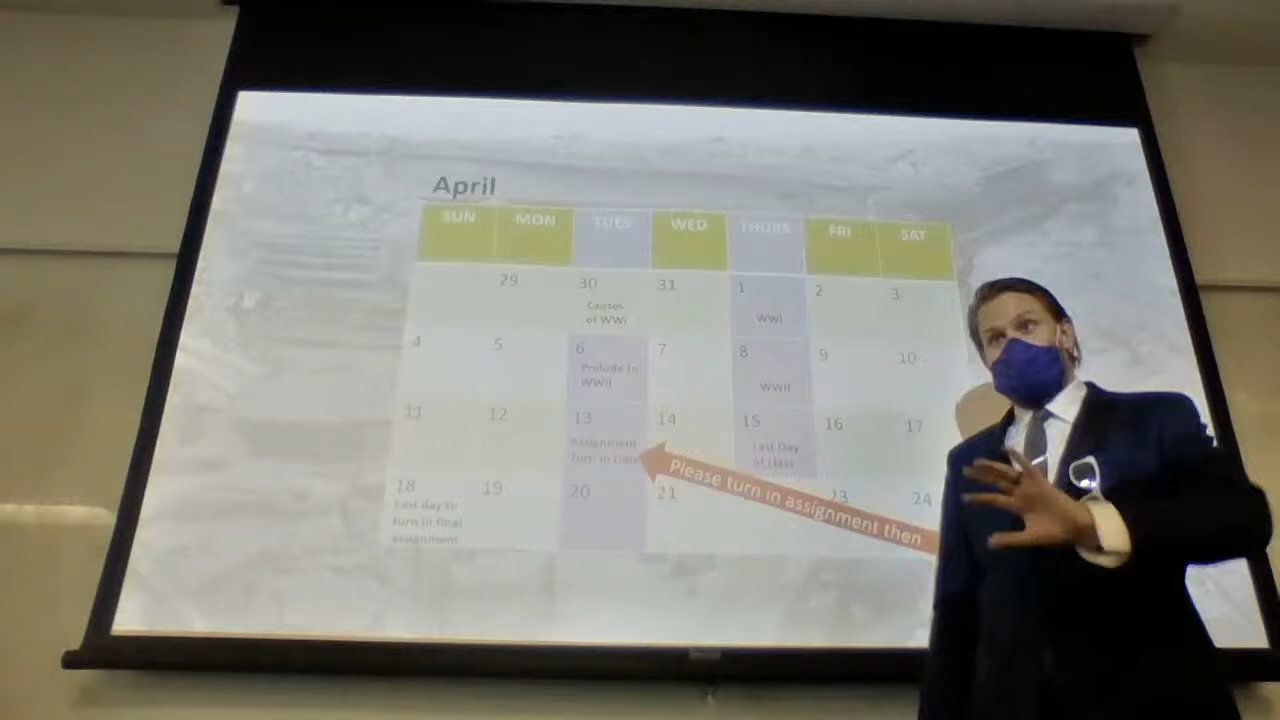 April
SUN MON TUES WED THURS FRI SAT
29 30 31 1 2 3
Causes
of WWI
WWI
4 5 6 7 8 9 10
Prelude to
WWII
WWII
11 12 13 14 15 16 17
Assignment
turn in date
Last Day
of class
Please turn in assignment then
18 19 20 21 23 24
Last day to
turn in final
assignment